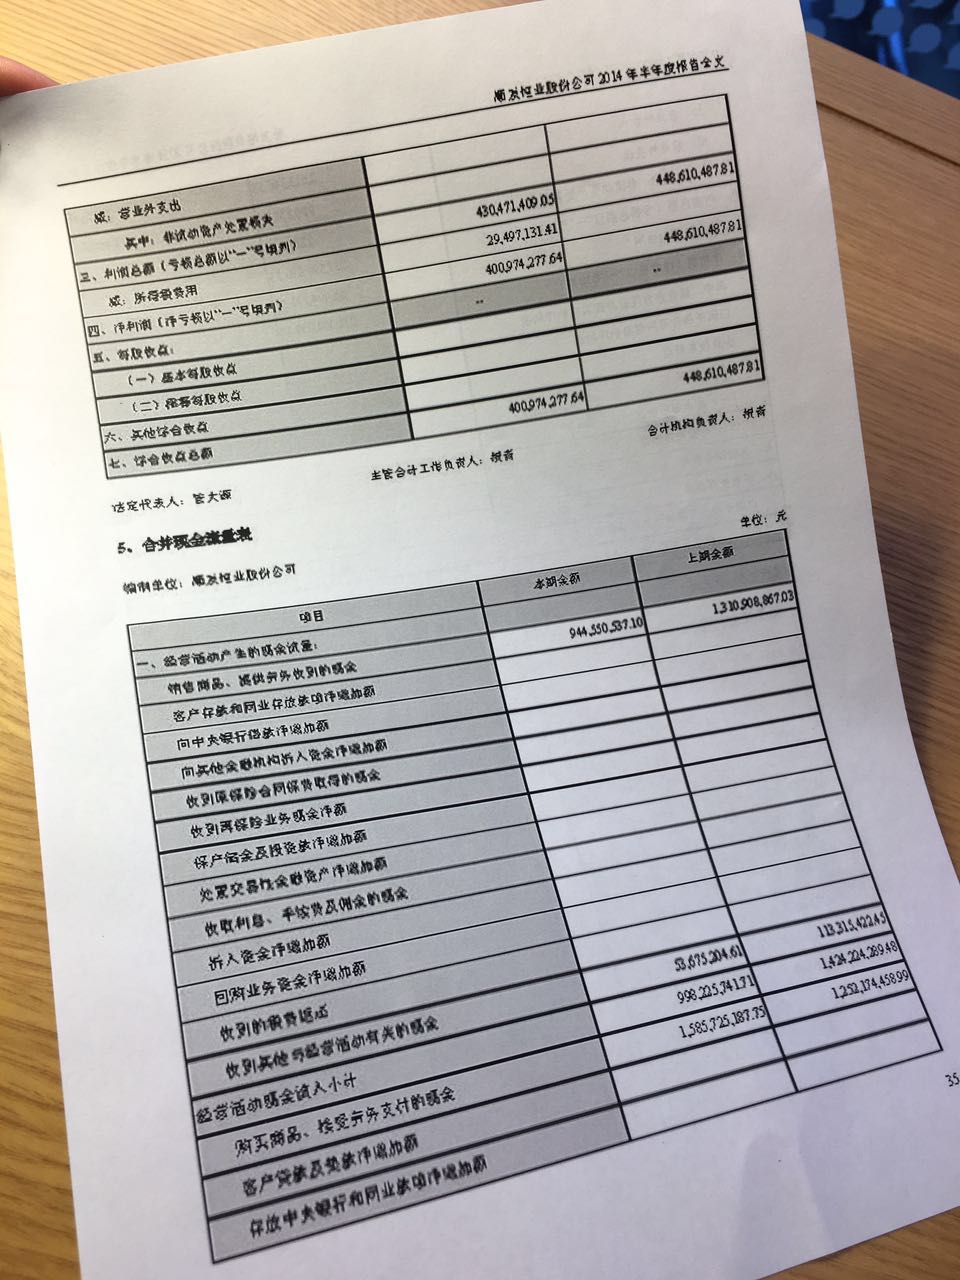 顺发恒业股份公司 2014 年半年度报告全文
减：营业外支出
其中：非流动资产处置损失
三、利润总额（亏损总额以“－”号填列） 430,471,409.05 448,610,487.81
减：所得税费用 29,497,131.41
四、净利润（净亏损以“－”号填列） 400,974,277.64 448,610,487.81
五、每股收益： -- --
（一）基本每股收益
（二）稀释每股收益
六、其他综合收益
七、综合收益总额 400,974,277.64 448,610,487.81
法定代表人：管大源 主管会计工作负责人：祝青 会计机构负责人：祝青
5、合并现金流量表
编制单位：顺发恒业股份公司 单位：元
项目 本期金额 上期金额
一、经营活动产生的现金流量：
销售商品、提供劳务收到的现金 944,550,537.10 1,310,908,867.03
客户存款和同业存放款项净增加额
向中央银行借款净增加额
向其他金融机构拆入资金净增加额
收到原保险合同保费取得的现金
收到再保险业务现金净额
保户储金及投资款净增加额
处置交易性金融资产净增加额
收取利息、手续费及佣金的现金
拆入资金净增加额
回购业务资金净增加额
收到的税费返还
收到其他与经营活动有关的现金 53,675,204.61 113,315,422.45
经营活动现金流入小计 998,225,741.71 1,424,224,289.48
购买商品、接受劳务支付的现金 1,585,725,187.75 1,252,174,458.99
客户贷款及垫款净增加额
存放中央银行和同业款项净增加额
35